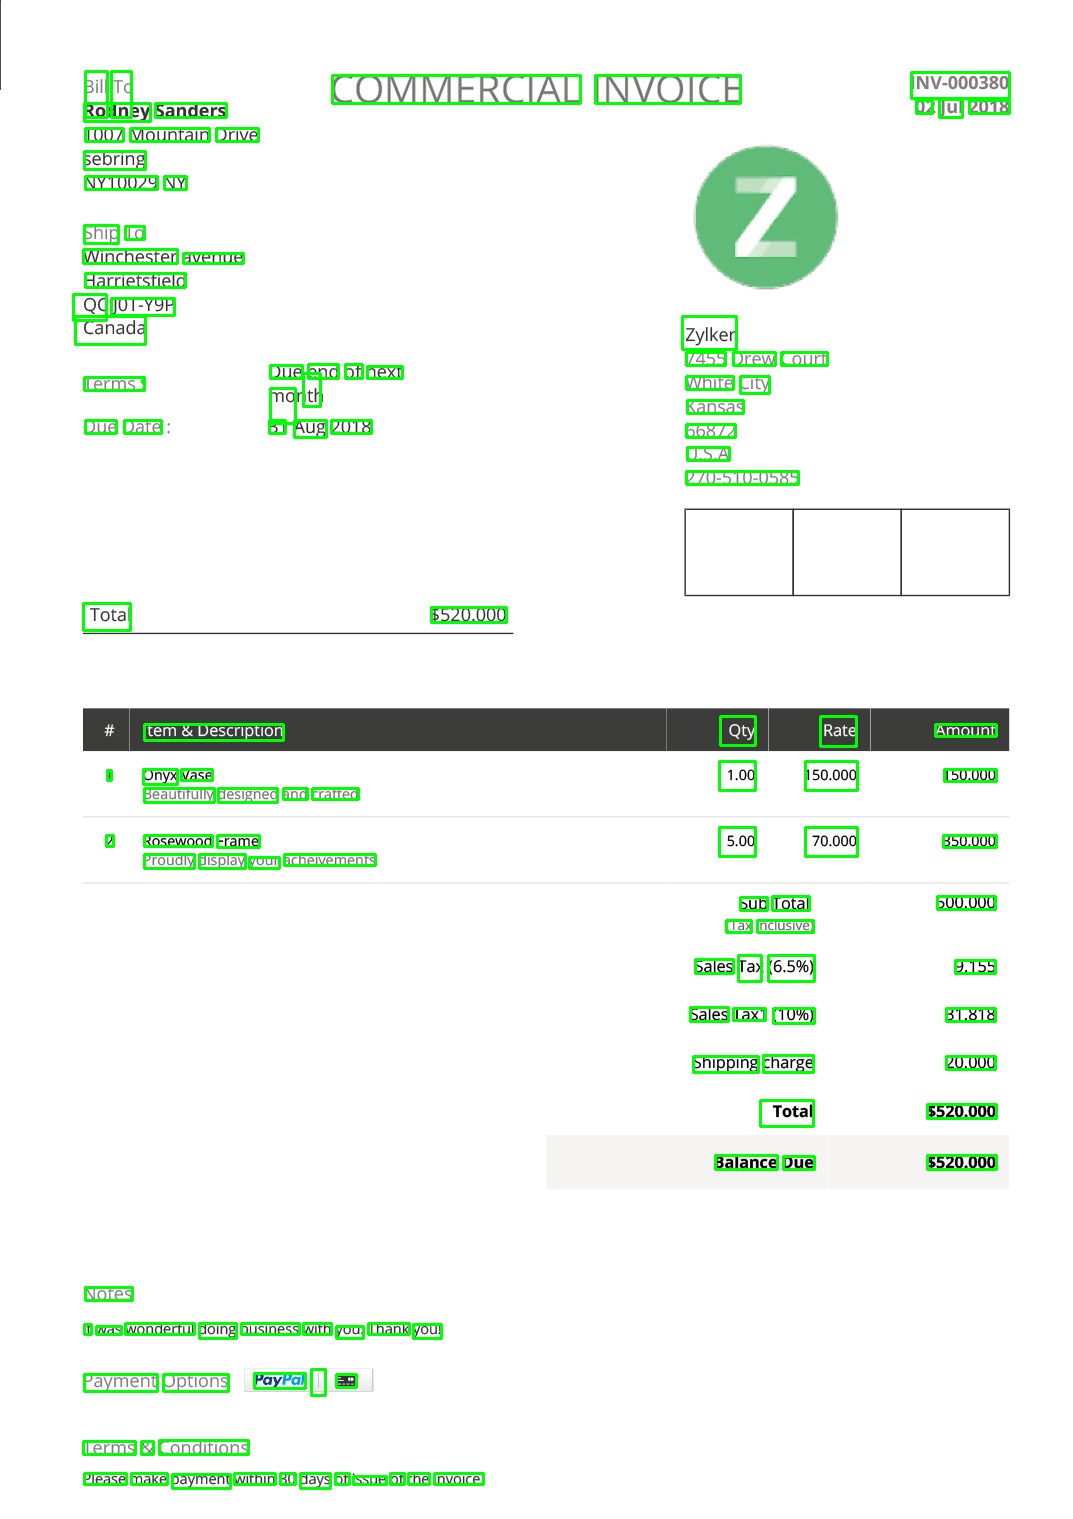 Bill To
COMMERCIAL INVOICE
INV-000380
Rodney Sanders
02 Jul 2018
1007 Mountain Drive
sebring
NY10029 NY
Z
Ship To
Winchester avenue
Harrietsfield
QC J0T-Y9P
Canada
Zylker
7455 Drew Court
White City
Kansas
66872
U.S.A
270-510-0585
Terms : Due end of next
month
Due Date : 31 Aug 2018
Total $520.000
# Item & Description Qty Rate Amount
1 Onyx Vase 1.00 150.000 150.000
Beautifully designed and crafted
2 Rosewood Frame 5.00 70.000 350.000
Proudly display your acheivements
Sub Total 500.000
(Tax Inclusive)
Sales Tax (6.5%) 9.155
Sales Tax1 (10%) 31.818
Shipping charge 20.000
Total $520.000
Balance Due $520.000
Notes
It was wonderful doing business with you. Thank you!
Payment Options PayPal
Terms & Conditions
Please make payment within 30 days of issue of the invoice.